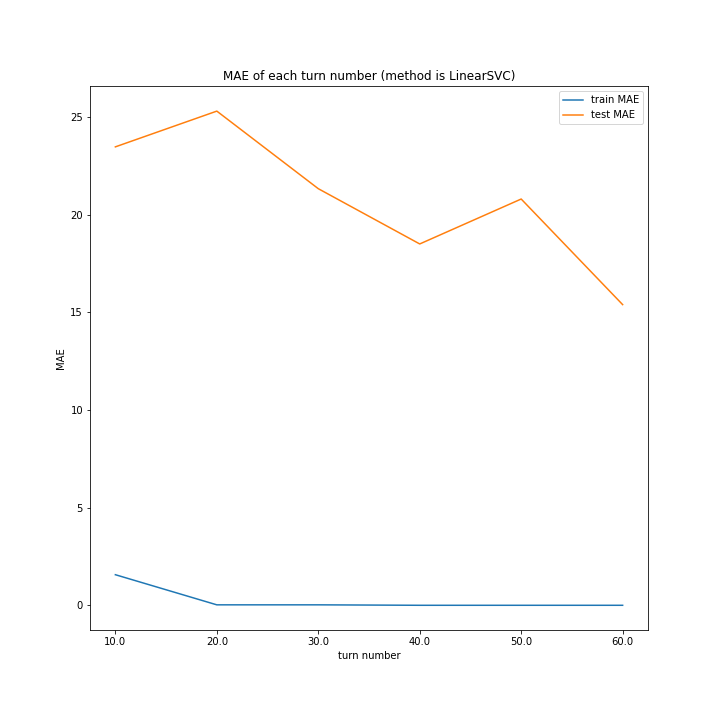 MAE of each turn number (method is LinearSVC)
train MAE
test MAE
25
20
15
10
5
0
MAE
10.0 20.0 30.0 40.0 50.0 60.0
turn number